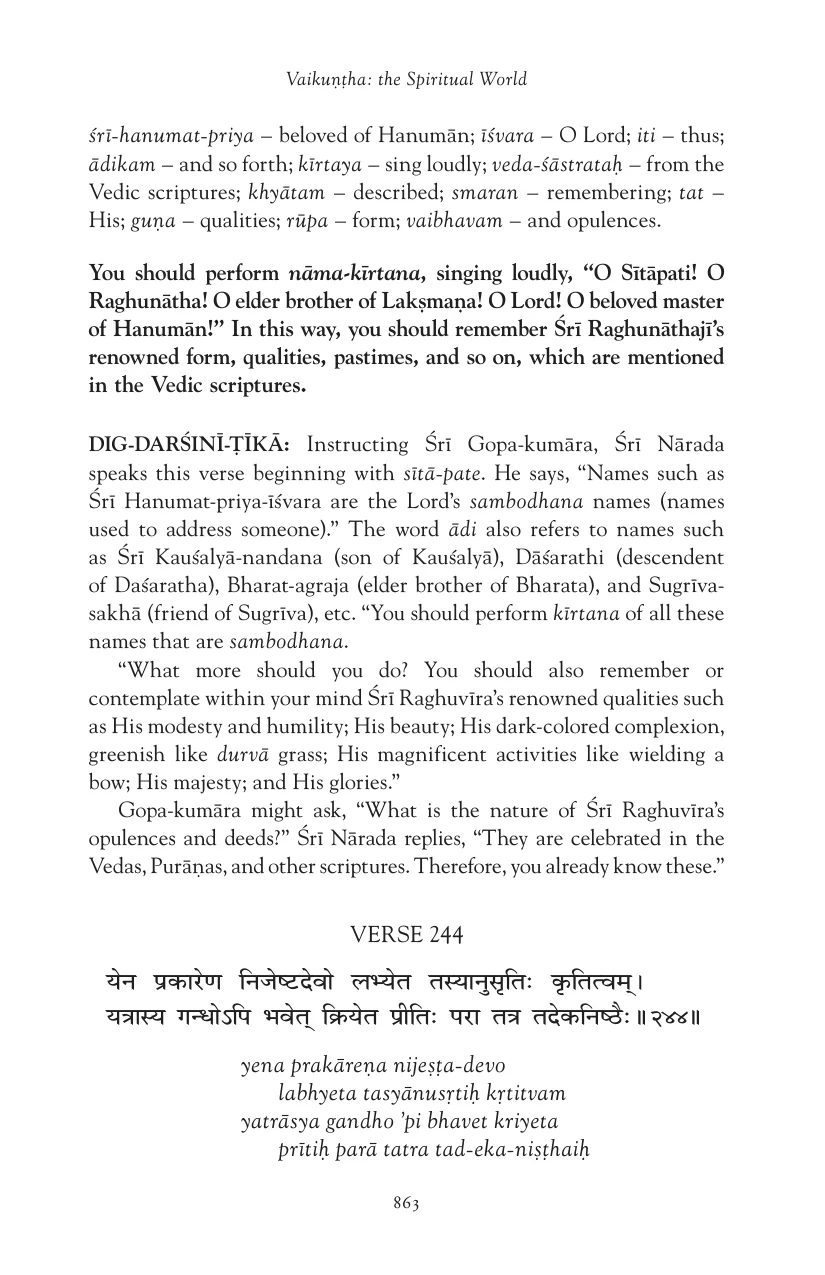 Vaikuṇṭha: the Spiritual World
śrī-hanumat-priya – beloved of Hanumān; īśvara – O Lord; iti – thus;
ādikam – and so forth; kīrtaya – sing loudly; veda-śāstrataḥ – from the
Vedic scriptures; khyātam – described; smaran – remembering; tat –
His; guṇa – qualities; rūpa – form; vaibhavam – and opulences.
You should perform nāma-kīrtana, singing loudly, “O Sītāpati! O
Raghunātha! O elder brother of Lakṣmaṇa! O Lord! O beloved master
of Hanumān!” In this way, you should remember Śrī Raghunāthajī’s
renowned form, qualities, pastimes, and so on, which are mentioned
in the Vedic scriptures.
DIG-DARŚINĪ-ṬĪKĀ: Instructing Śrī Gopa-kumāra, Śrī Nārada
speaks this verse beginning with sītā-pate. He says, “Names such as
Śrī Hanumat-priya-īśvara are the Lord’s sambodhana names (names
used to address someone).” The word ādi also refers to names such
as Śrī Kauśalyā-nandana (son of Kauśalyā), Dāśarathi (descendent
of Daśaratha), Bharat-agraja (elder brother of Bharata), and Sugrīva-
sakhā (friend of Sugrīva), etc. “You should perform kīrtana of all these
names that are sambodhana.
“What more should you do? You should also remember or
contemplate within your mind Śrī Raghuvīra’s renowned qualities such
as His modesty and humility; His beauty; His dark-colored complexion,
greenish like durvā grass; His magnificent activities like wielding a
bow; His majesty; and His glories.”
Gopa-kumāra might ask, “What is the nature of Śrī Raghuvīra’s
opulences and deeds?” Śrī Nārada replies, “They are celebrated in the
Vedas, Purāṇas, and other scriptures. Therefore, you already know these.”
VERSE 244
येन प्रकारेण निजेष्टदेवो लभ्येत तस्यानुसृतिः कृतित्वम्।
यत्रास्य गन्धोऽपि भवेत् क्रियेत प्रीतिः परा तत्र तदेकनिष्ठैः॥२४४॥
yena prakāreṇa nijeṣṭa-devo
labhyeta tasyānusṛtiḥ kṛtitvam
yatrāsya gandho ’pi bhavet kriyeta
prītiḥ parā tatra tad-eka-niṣṭhaiḥ
863